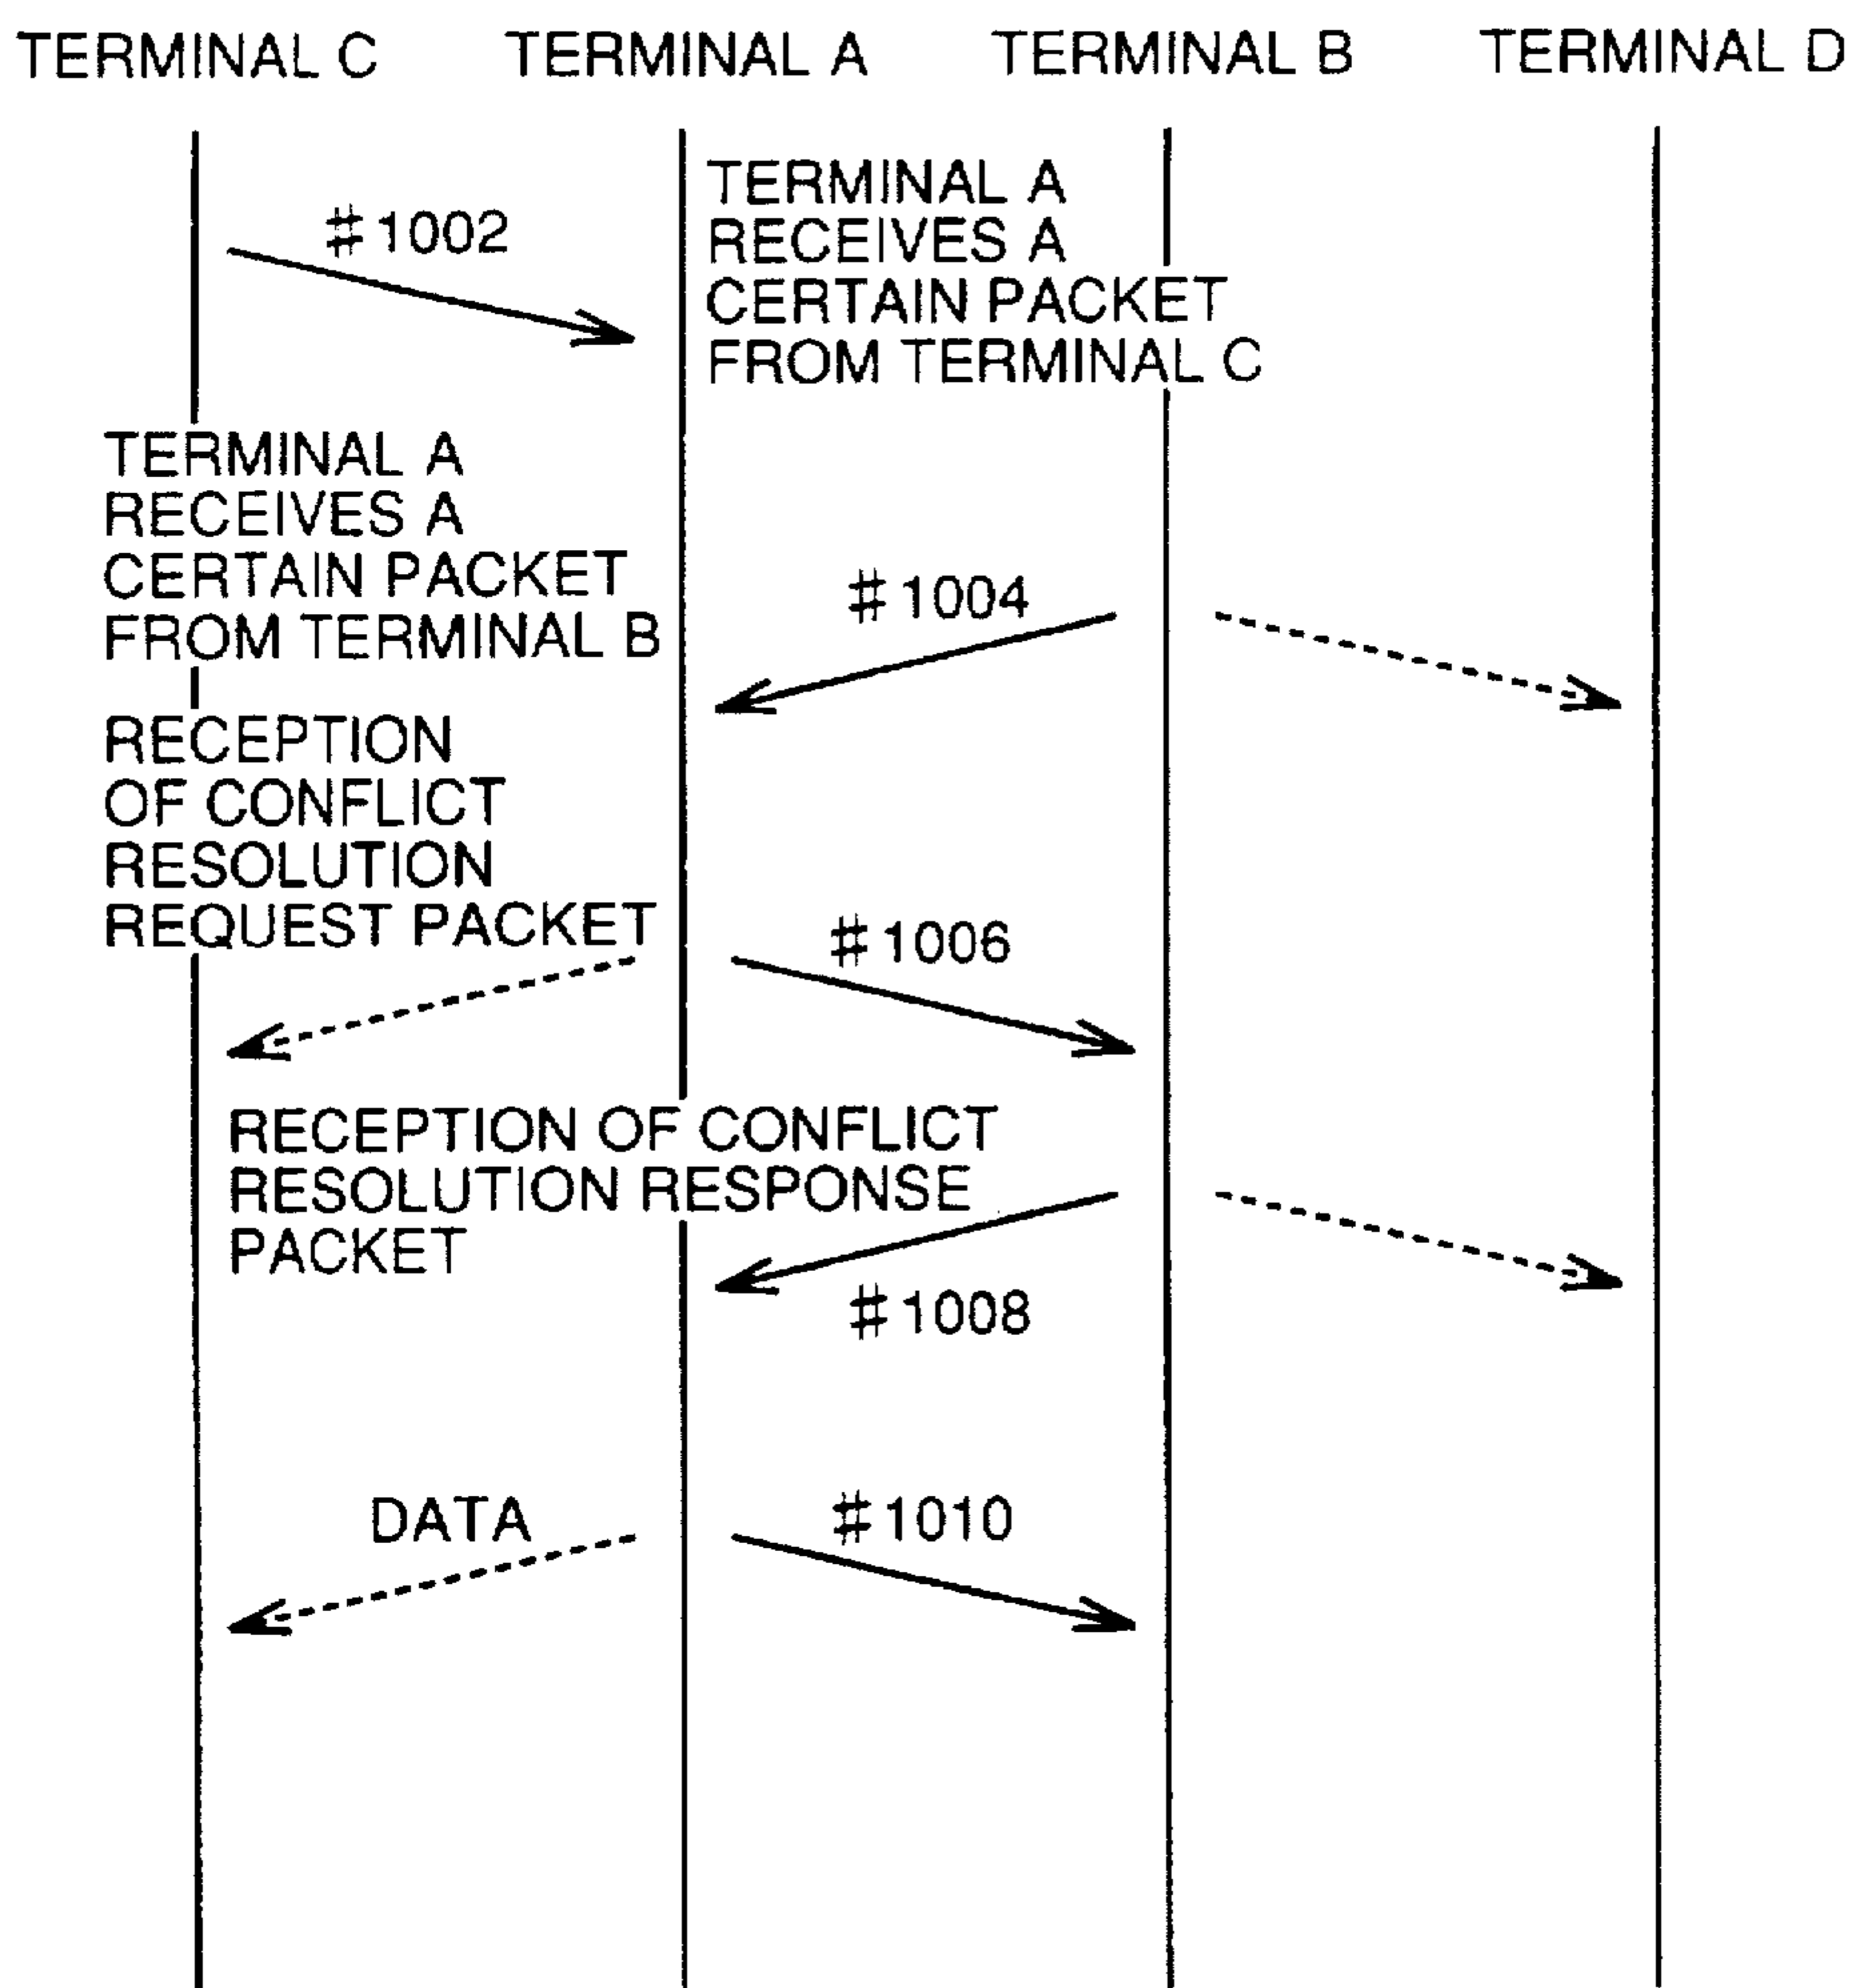 TERMINAL C TERMINAL A TERMINAL B TERMINAL D
TERMINAL A
RECEIVES A
CERTAIN PACKET
FROM TERMINAL C
#1002
TERMINAL A
RECEIVES A
CERTAIN PACKET
FROM TERMINAL B
#1004
RECEPTION
OF CONFLICT
RESOLUTION
REQUEST PACKET
#1006
RECEPTION OF CONFLICT
RESOLUTION RESPONSE
PACKET
#1008
DATA
#1010